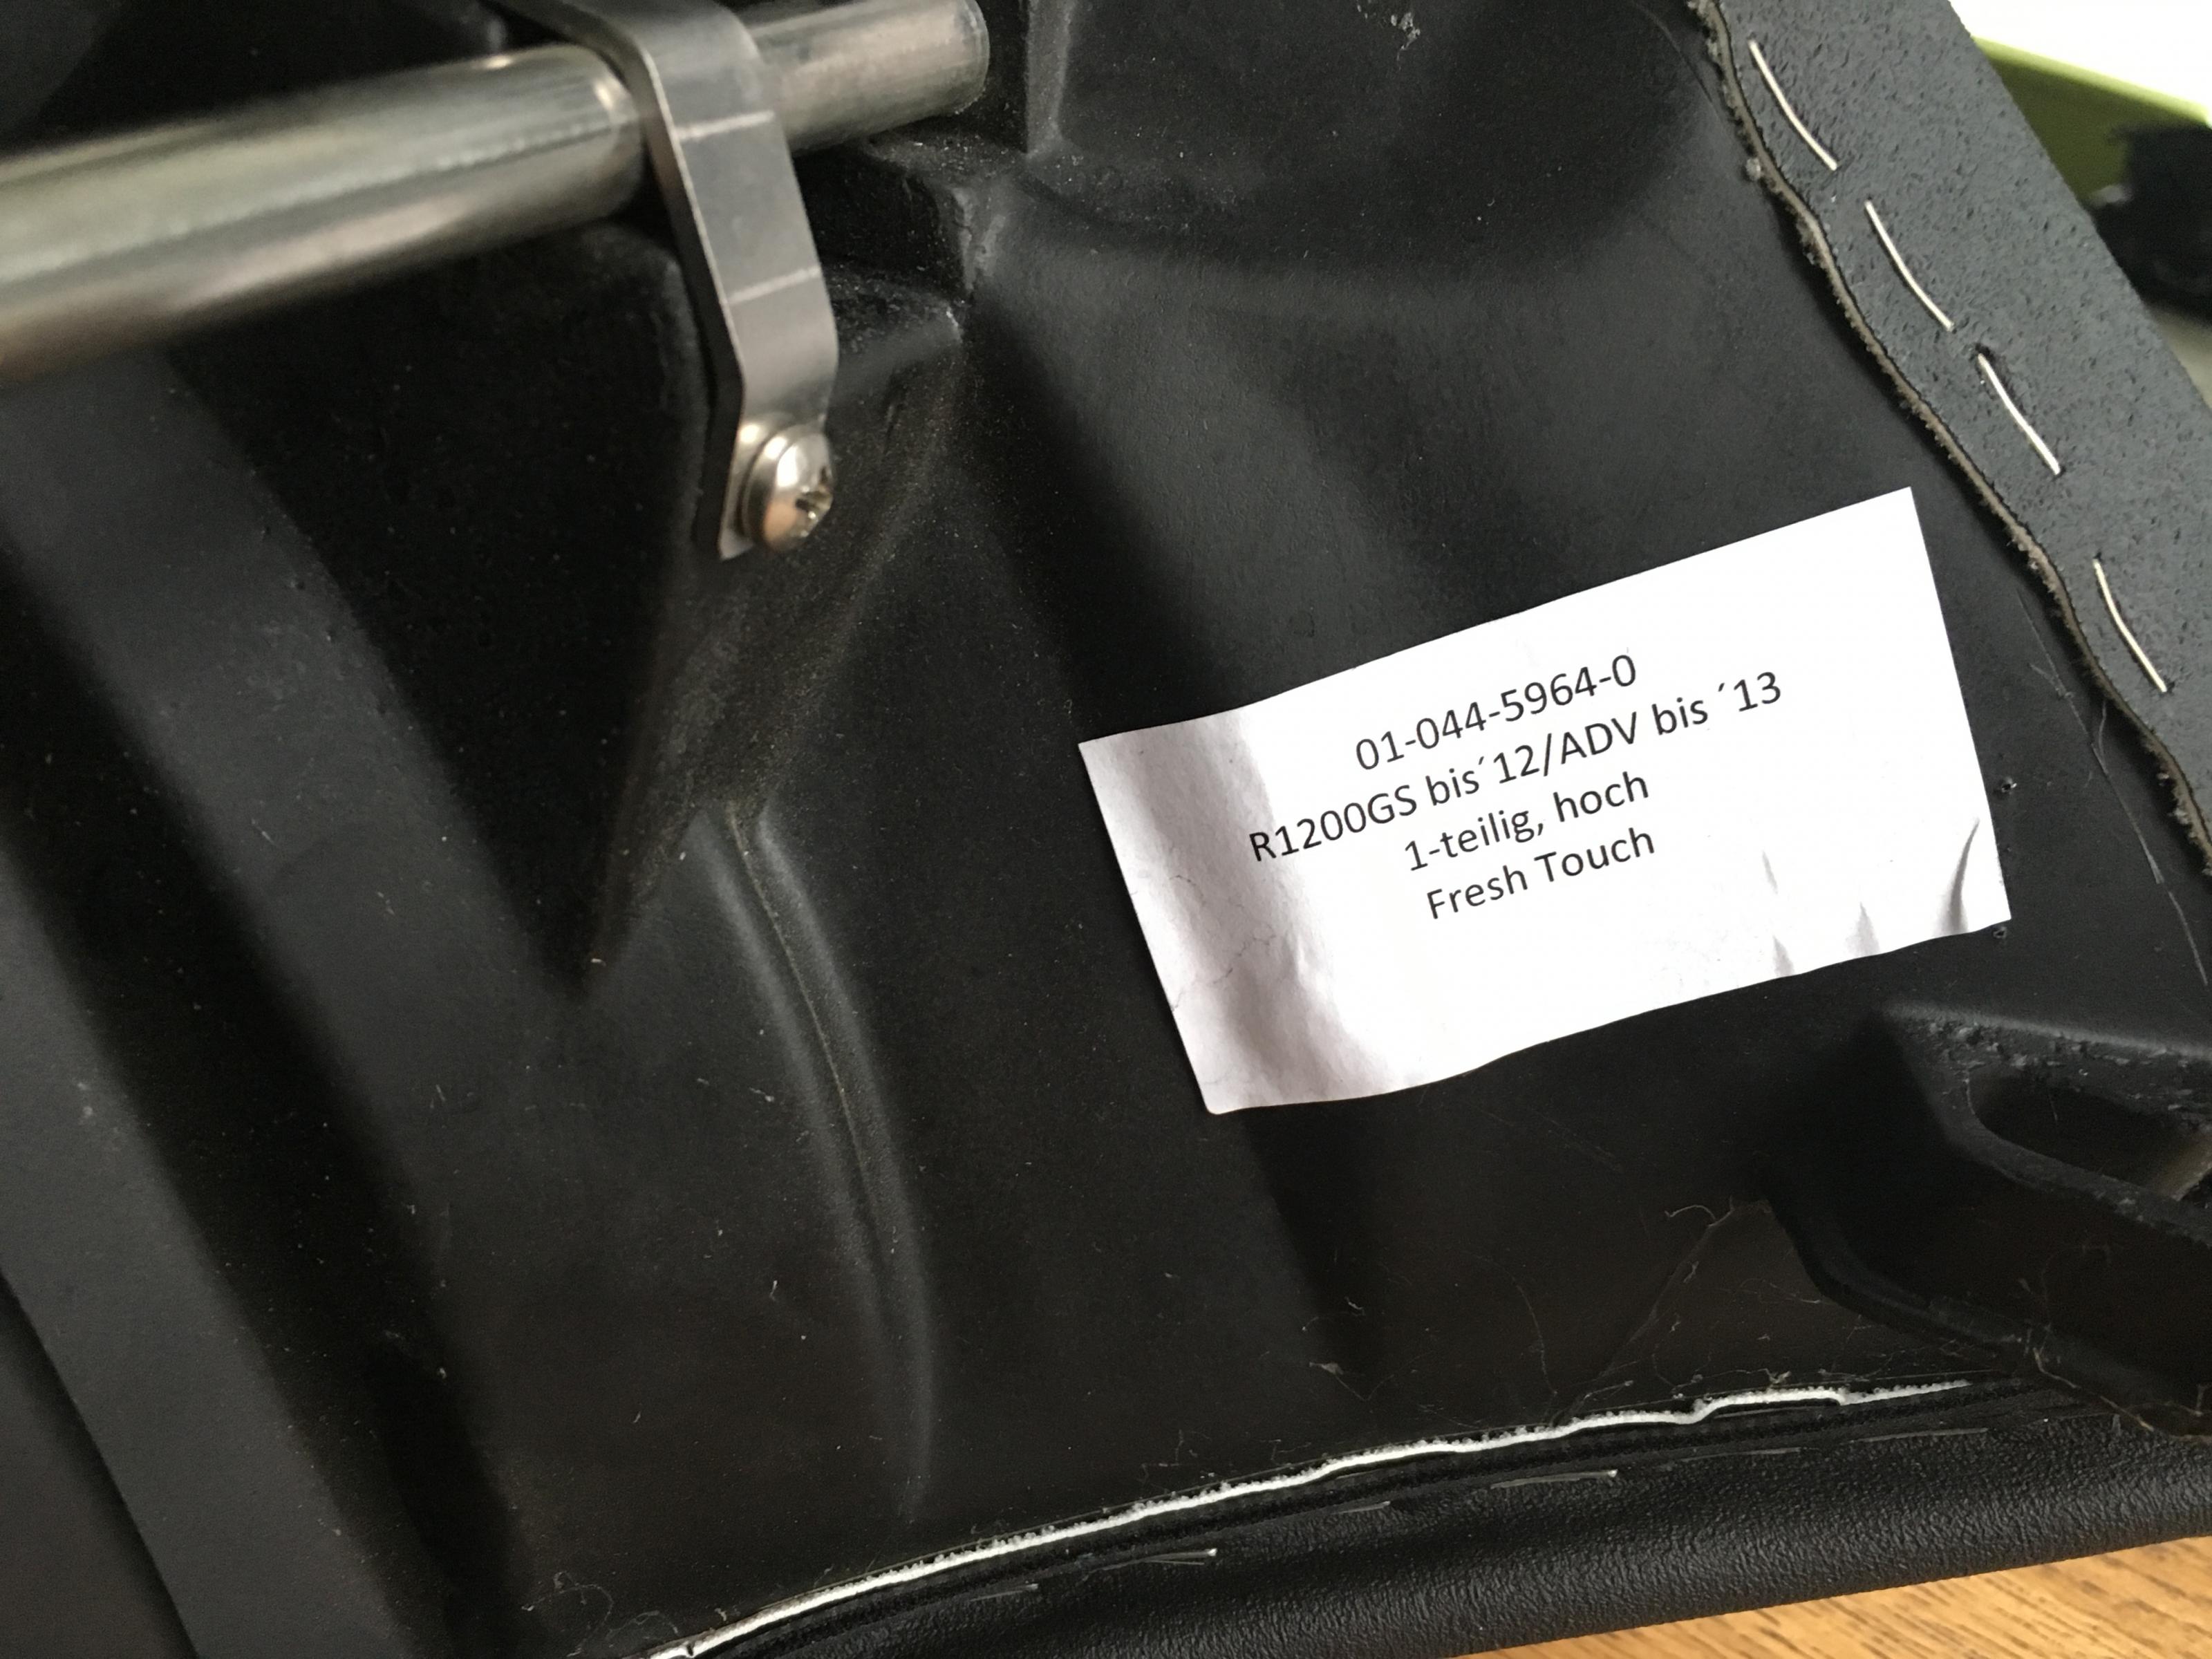 01-044-5964-0
R1200GS bis´12/ADV bis ´13
1-teilig, hoch
Fresh Touch